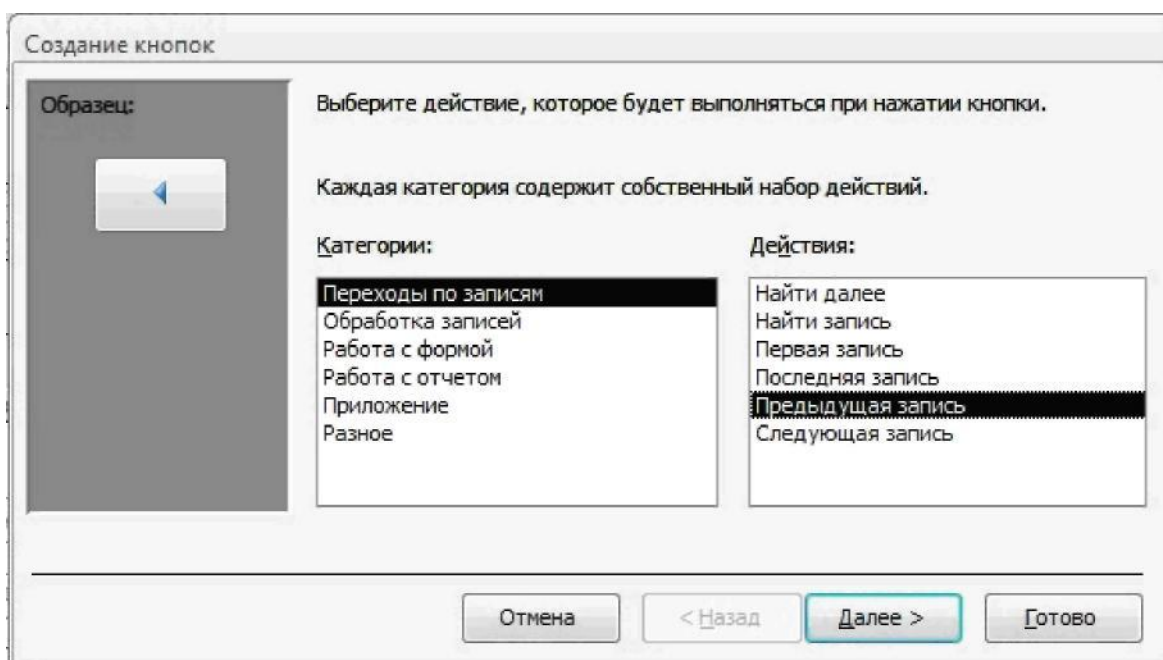 Создание кнопок
Образец:
Выберите действие, которое будет выполняться при нажатии кнопки.
Каждая категория содержит собственный набор действий.
Категории:
Переходы по записям
Обработка записей
Работа с формой
Работа с отчетом
Приложение
Разное
Действия:
Найти далее
Найти запись
Первая запись
Последняя запись
Предыдущая запись
Следующая запись
Отмена
< Назад
Далее >
Готово